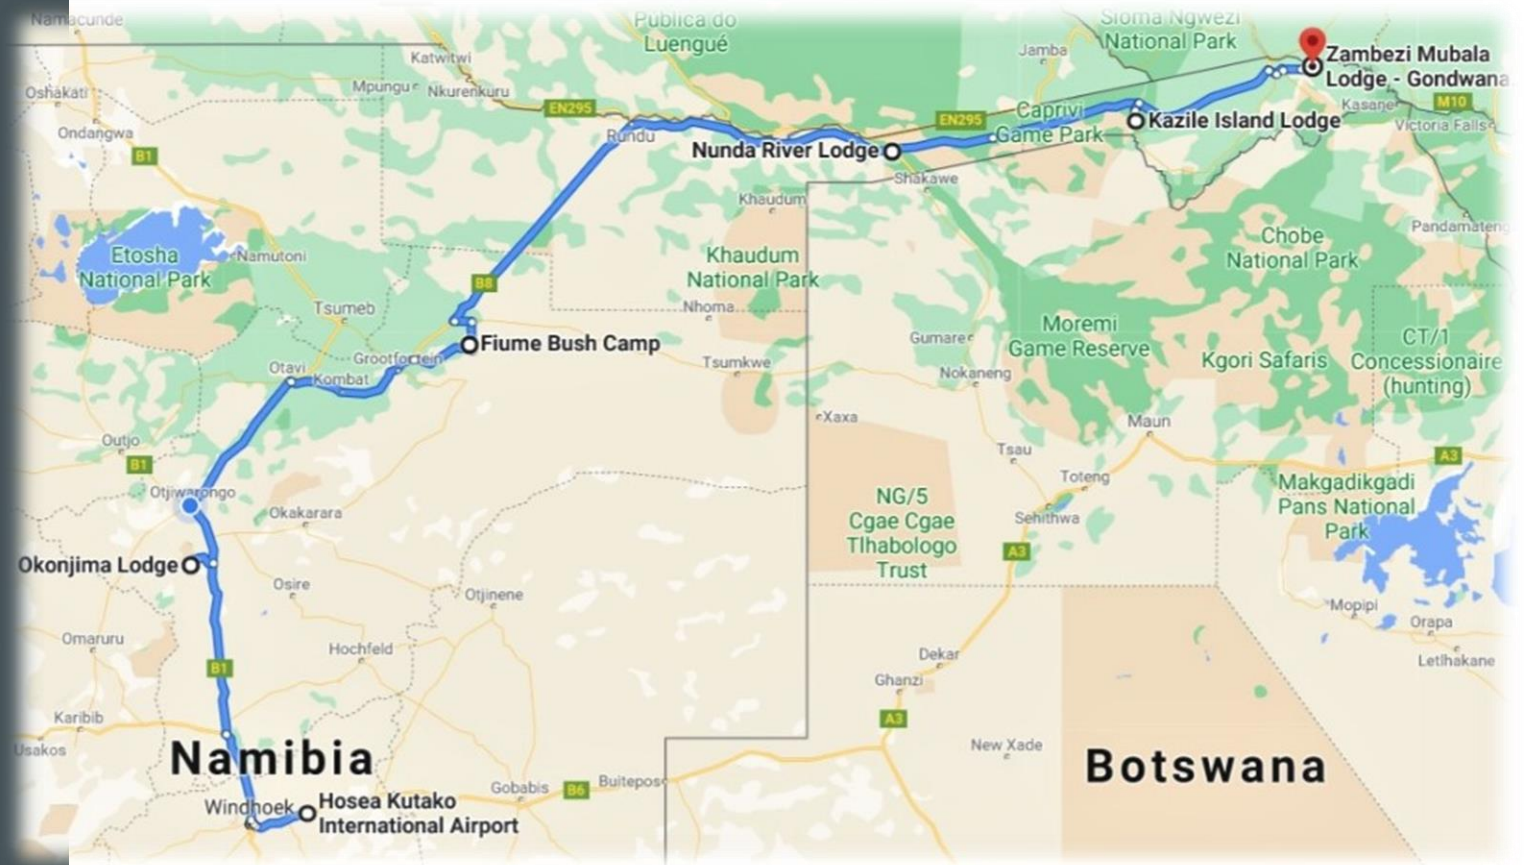 Namacunde
Pública do
Luengué
Sioma Ngwezi
National Park
Katwitwi
Jamba
Zambezi Mubala
Lodge - Gondwana
Oshakati
Mpungu
Nkurenkuru
EN295
EN295
Caprivi
Game Park
Kasane
M10
Ondangwa
Rundu
Kazile Island Lodge
Victoria Falls
B1
Nunda River Lodge
Shakawe
Khaudum
Pandamateng
Etosha
National Park
Namutoni
Khaudum
National Park
Chobe
National Park
B8
Tsumeb
Nhoma
Moremi
Game Reserve
Gumare
CT/1
Concessionaire
(hunting)
Fiume Bush Camp
Otavi
Grootfontein
Kombat
Tsumkwe
Nokaneng
Kgori Safaris
Xaxa
Maun
Outjo
B1
Tsau
A3
Otjiwarongo
Toteng
Makgadikgadi
Pans National
Park
Okakarara
NG/5
Cgae Cgae
Tlhabologo
Trust
Sehithwa
A3
Okonjima Lodge
Osire
Otjinene
Mopipi
Orapa
Omaruru
Hochfeld
Dekar
Letlhakane
B1
Ghanzi
Karibib
A3
Usakos
Namibia
New Xade
Botswana
Windhoek
Hosea Kutako
International Airport
Gobabis
B6
Buitepos